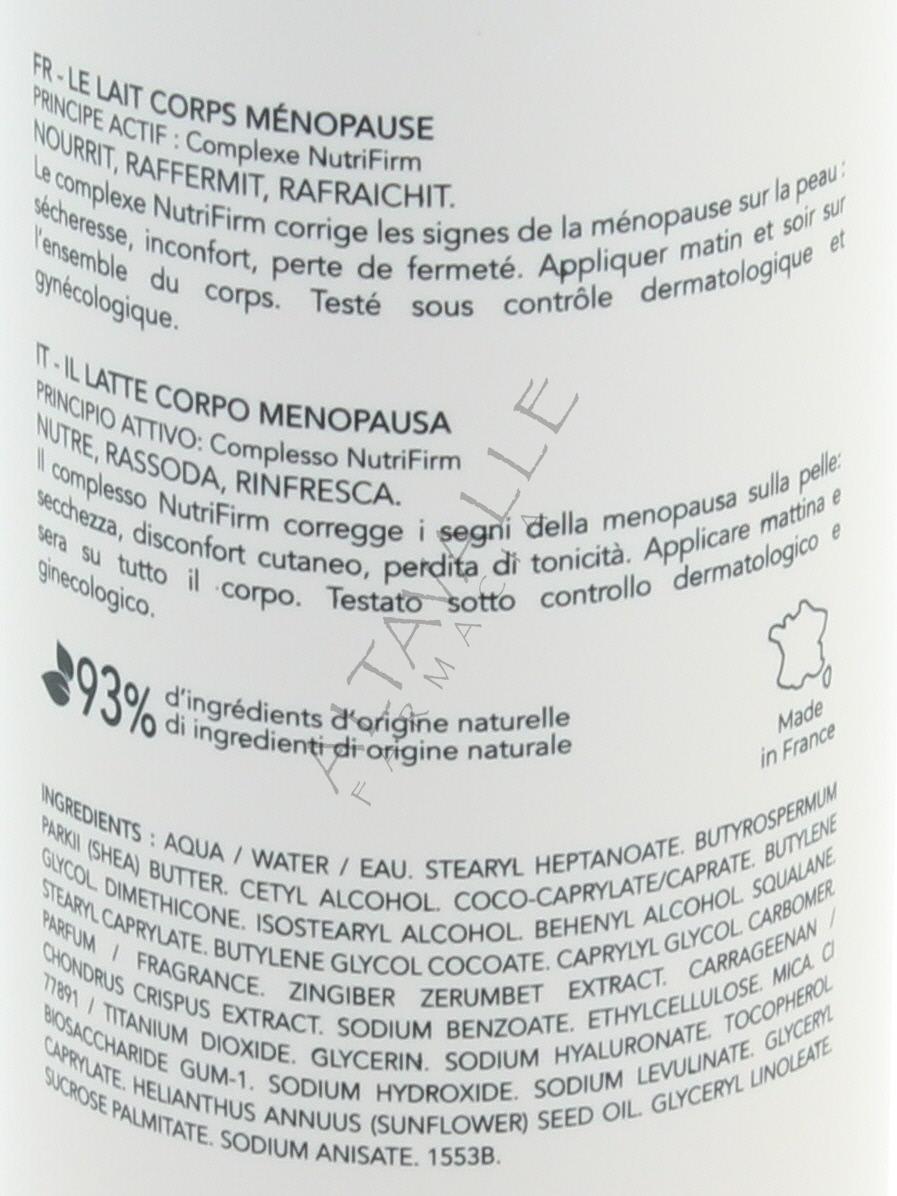 FR - LE LAIT CORPS MÉNOPAUSE
PRINCIPE ACTIF : Complexe NutriFirm
NOURRIT, RAFFERMIT, RAFRAICHIT.
Le complexe NutriFirm corrige les signes de la ménopause sur la peau :
sécheresse, inconfort, perte de fermeté. Appliquer matin et soir sur
l'ensemble du corps. Testé sous contrôle dermatologique et
gynécologique.
IT - IL LATTE CORPO MENOPAUSA
PRINCIPIO ATTIVO: Complesso NutriFirm
NUTRE, RASSODA, RINFRESCA.
Il complesso NutriFirm corregge i segni della menopausa sulla pelle:
secchezza, disconfort cutaneo, perdita di tonicità. Applicare mattina e
sera su tutto il corpo. Testato sotto controllo dermatologico e
ginecologico.
93% d'ingrédients d'origine naturelle
di ingredienti di origine naturale
Made
in France
ALTAVALLE
FARMACIA
INGREDIENTS : AQUA / WATER / EAU. STEARYL HEPTANOATE. BUTYROSPERMUM
PARKII (SHEA) BUTTER. CETYL ALCOHOL. COCO-CAPRYLATE/CAPRATE. BUTYLENE
GLYCOL. DIMETHICONE. ISOSTEARYL ALCOHOL. BEHENYL ALCOHOL. SQUALANE.
STEARYL CAPRYLATE. BUTYLENE GLYCOL COCOATE. CAPRYLYL GLYCOL. CARBOMER.
PARFUM / FRAGRANCE. ZINGIBER ZERUMBET EXTRACT. CARRAGEENAN /
CHONDRUS CRISPUS EXTRACT. SODIUM BENZOATE. ETHYLCELLULOSE. MICA. CI
77891 / TITANIUM DIOXIDE. GLYCERIN. SODIUM HYALURONATE. TOCOPHEROL.
BIOSACCHARIDE GUM-1. SODIUM HYDROXIDE. SODIUM LEVULINATE. GLYCERYL
CAPRYLATE. HELIANTHUS ANNUUS (SUNFLOWER) SEED OIL. GLYCERYL LINOLEATE.
SUCROSE PALMITATE. SODIUM ANISATE. 1553B.